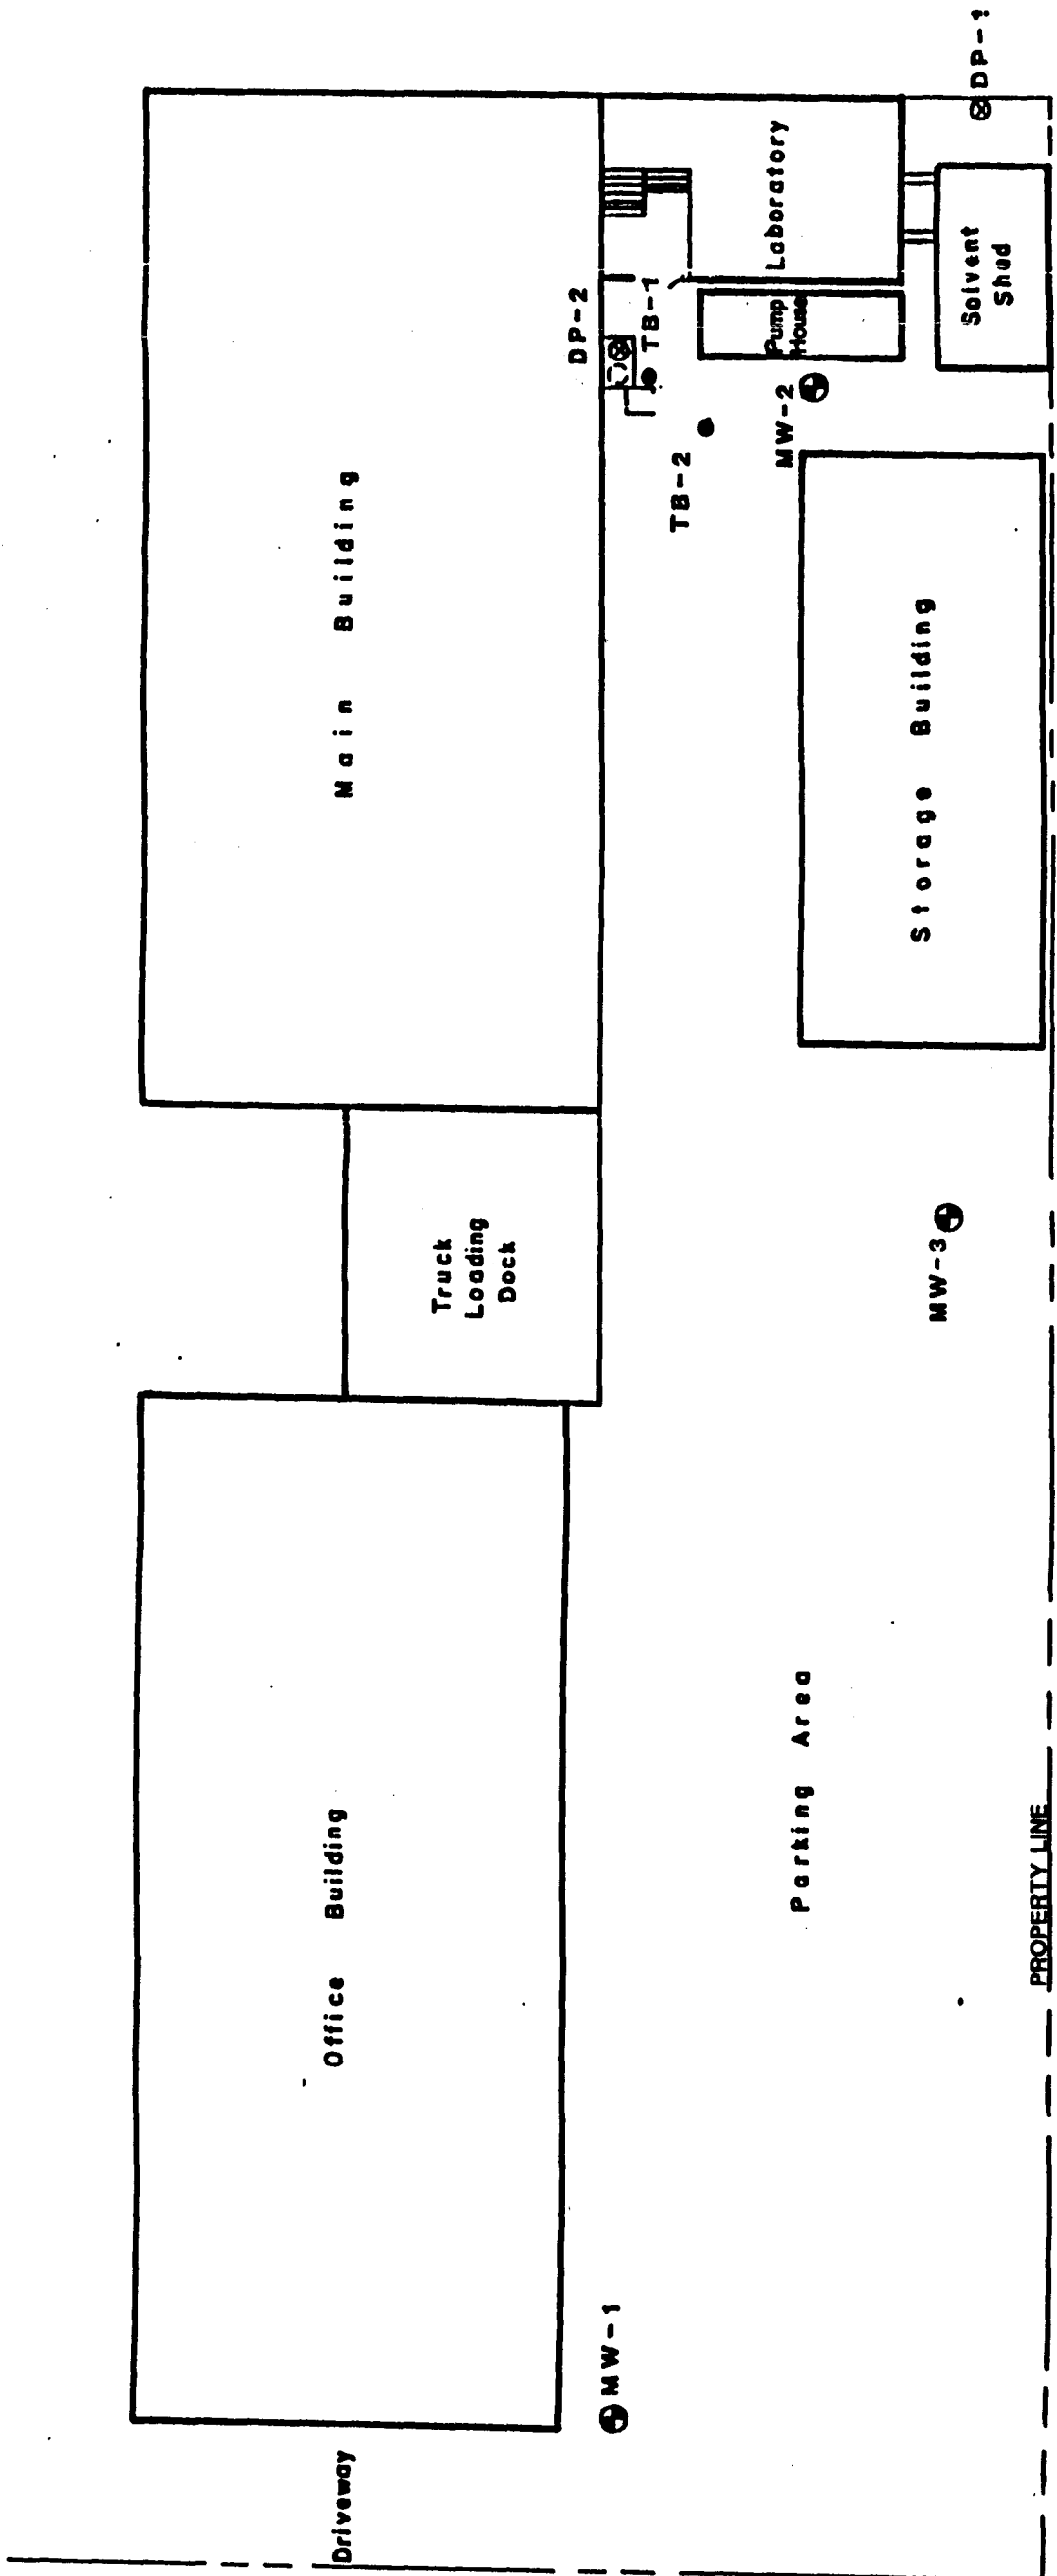 Driveway
Office Building
MW-1
Truck
Loading
Dock
Main Building
Parking Area
PROPERTY LINE
MW-3
Storage Building
TB-2
MW-2
DP-2
TB-1
Pump
House
Laboratory
Solvent
Shed
DP-1